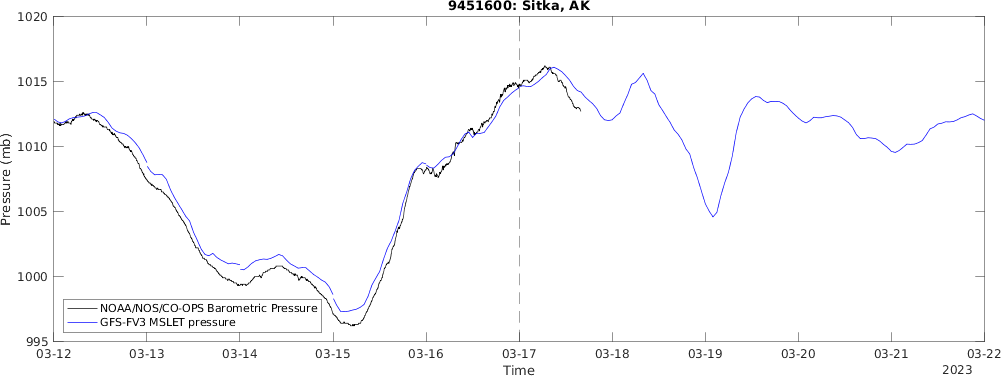 9451600: Sitka, AK
1020
1015
1010
1005
1000
995
Pressure (mb)
NOAA/NOS/CO-OPS Barometric Pressure
GFS-FV3 MSLET pressure
03-12 03-13 03-14 03-15 03-16 03-17 03-18 03-19 03-20 03-21 03-22
Time
2023